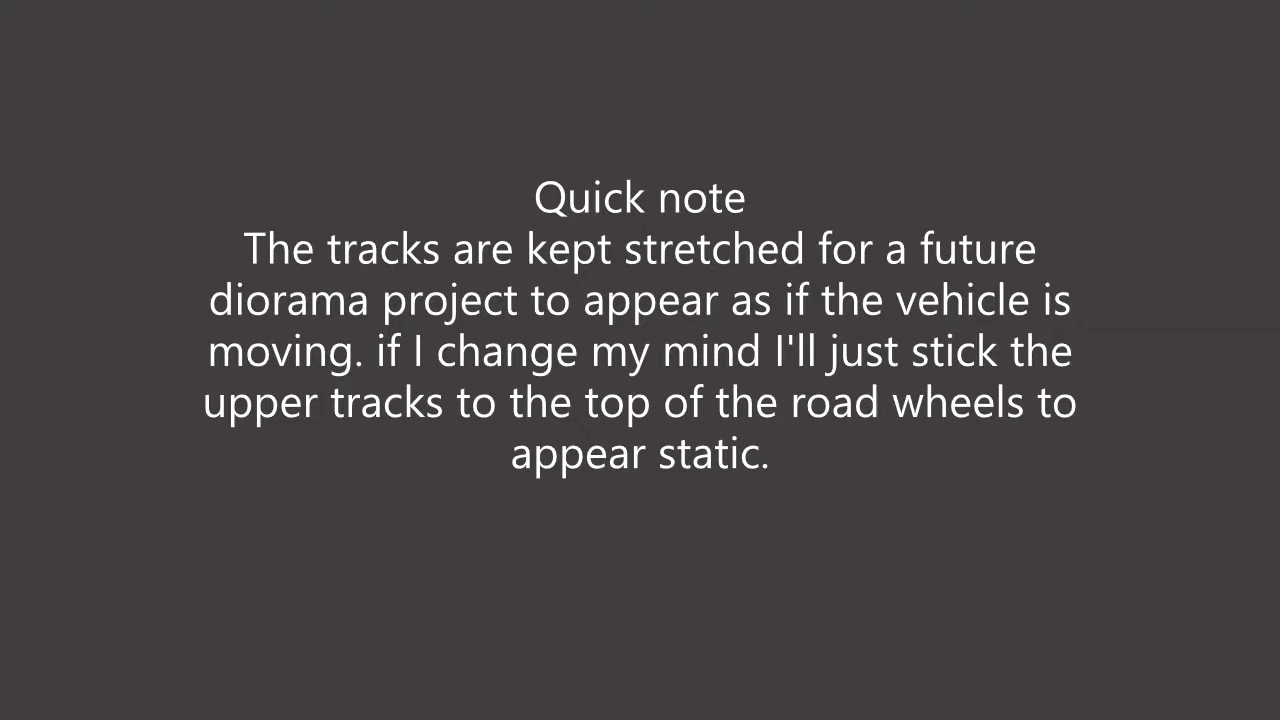 Quick note
The tracks are kept stretched for a future
diorama project to appear as if the vehicle is
moving. if I change my mind I'll just stick the
upper tracks to the top of the road wheels to
appear static.